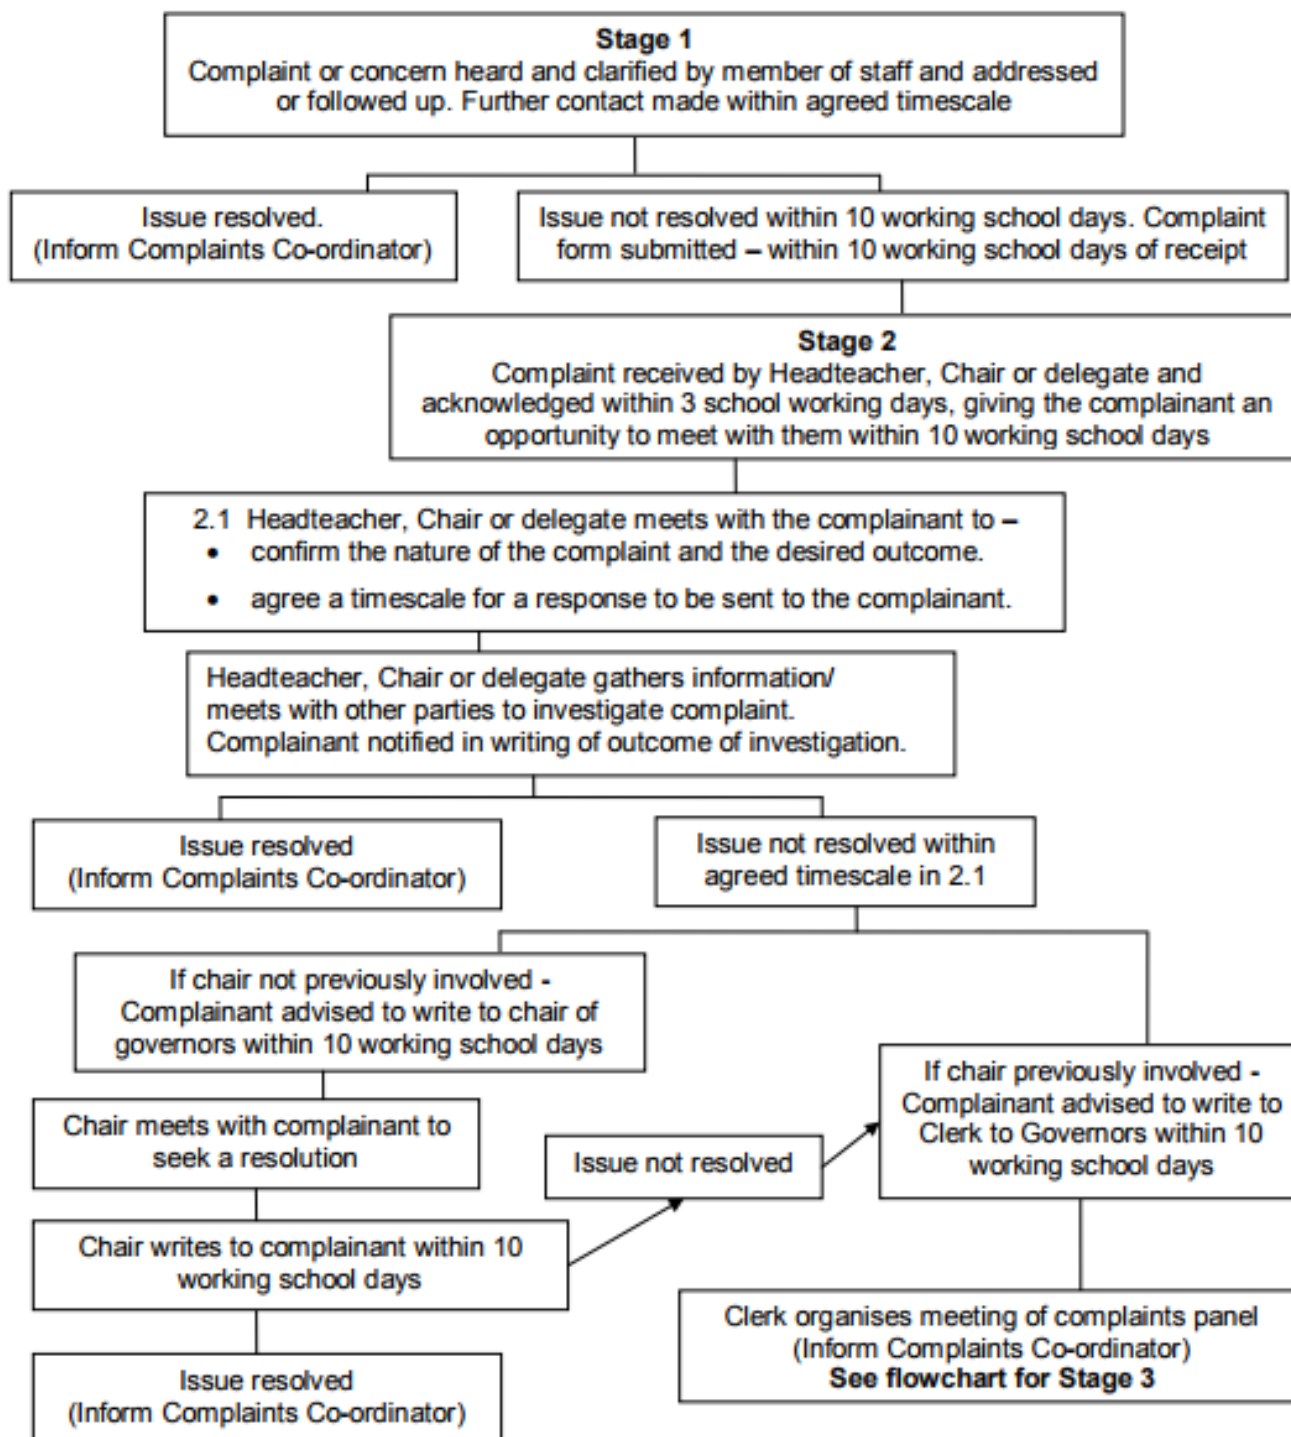 Stage 1
Complaint or concern heard and clarified by member of staff and addressed
or followed up. Further contact made within agreed timescale
Issue resolved.
(Inform Complaints Co-ordinator)
Issue not resolved within 10 working school days. Complaint
form submitted – within 10 working school days of receipt
Stage 2
Complaint received by Headteacher, Chair or delegate and
acknowledged within 3 school working days, giving the complainant an
opportunity to meet with them within 10 working school days
2.1 Headteacher, Chair or delegate meets with the complainant to –
• confirm the nature of the complaint and the desired outcome.
• agree a timescale for a response to be sent to the complainant.
Headteacher, Chair or delegate gathers information/
meets with other parties to investigate complaint.
Complainant notified in writing of outcome of investigation.
Issue resolved
(Inform Complaints Co-ordinator)
Issue not resolved within
agreed timescale in 2.1
If chair not previously involved -
Complainant advised to write to chair of
governors within 10 working school days
If chair previously involved -
Complainant advised to write to
Clerk to Governors within 10
working school days
Chair meets with complainant to
seek a resolution
Issue not resolved
Chair writes to complainant within 10
working school days
Clerk organises meeting of complaints panel
(Inform Complaints Co-ordinator)
See flowchart for Stage 3
Issue resolved
(Inform Complaints Co-ordinator)